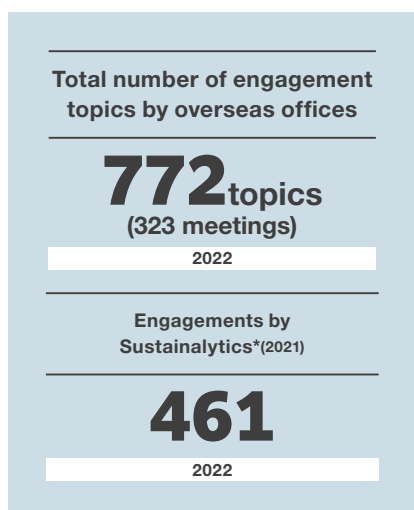 Total number of engagement
topics by overseas offices
772topics
(323 meetings)
2022
Engagements by
Sustainalytics*(2021)
461
2022